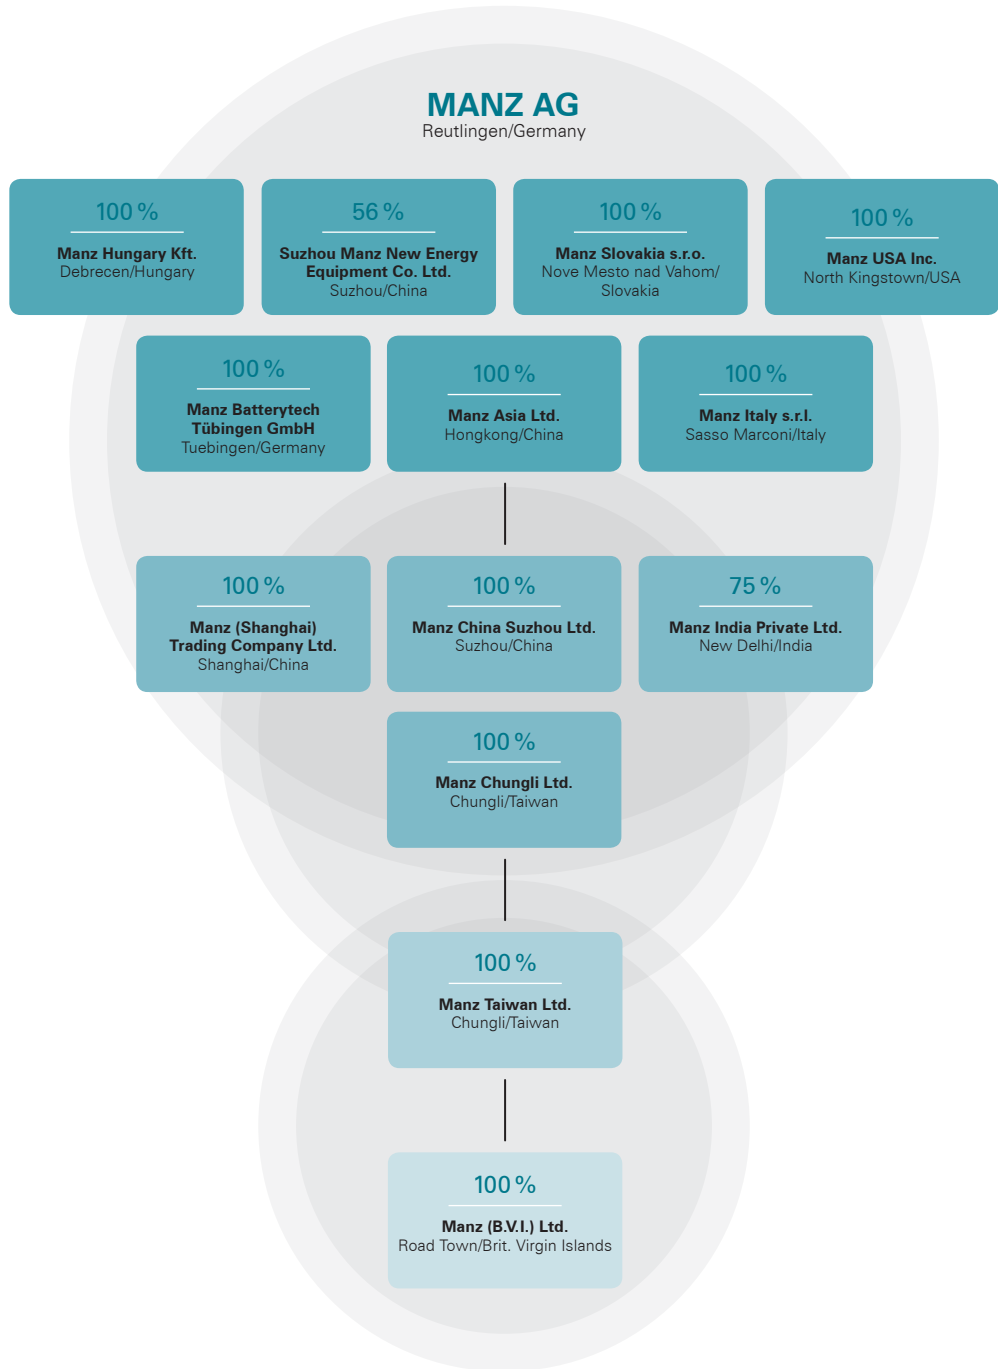 MANZ AG
Reutlingen/Germany
100 %
Manz Hungary Kft.
Debrecen/Hungary
56 %
Suzhou Manz New Energy
Equipment Co. Ltd.
Suzhou/China
100 %
Manz Slovakia s.r.o.
Nove Mesto nad Vahom/
Slovakia
100 %
Manz USA Inc.
North Kingstown/USA
100 %
Manz Batterytech
Tübingen GmbH
Tuebingen/Germany
100 %
Manz Asia Ltd.
Hongkong/China
100 %
Manz Italy s.r.l.
Sasso Marconi/Italy
100 %
Manz (Shanghai)
Trading Company Ltd.
Shanghai/China
100 %
Manz China Suzhou Ltd.
Suzhou/China
75 %
Manz India Private Ltd.
New Delhi/India
100 %
Manz Chungli Ltd.
Chungli/Taiwan
100 %
Manz Taiwan Ltd.
Chungli/Taiwan
100 %
Manz (B.V.I.) Ltd.
Road Town/Brit. Virgin Islands